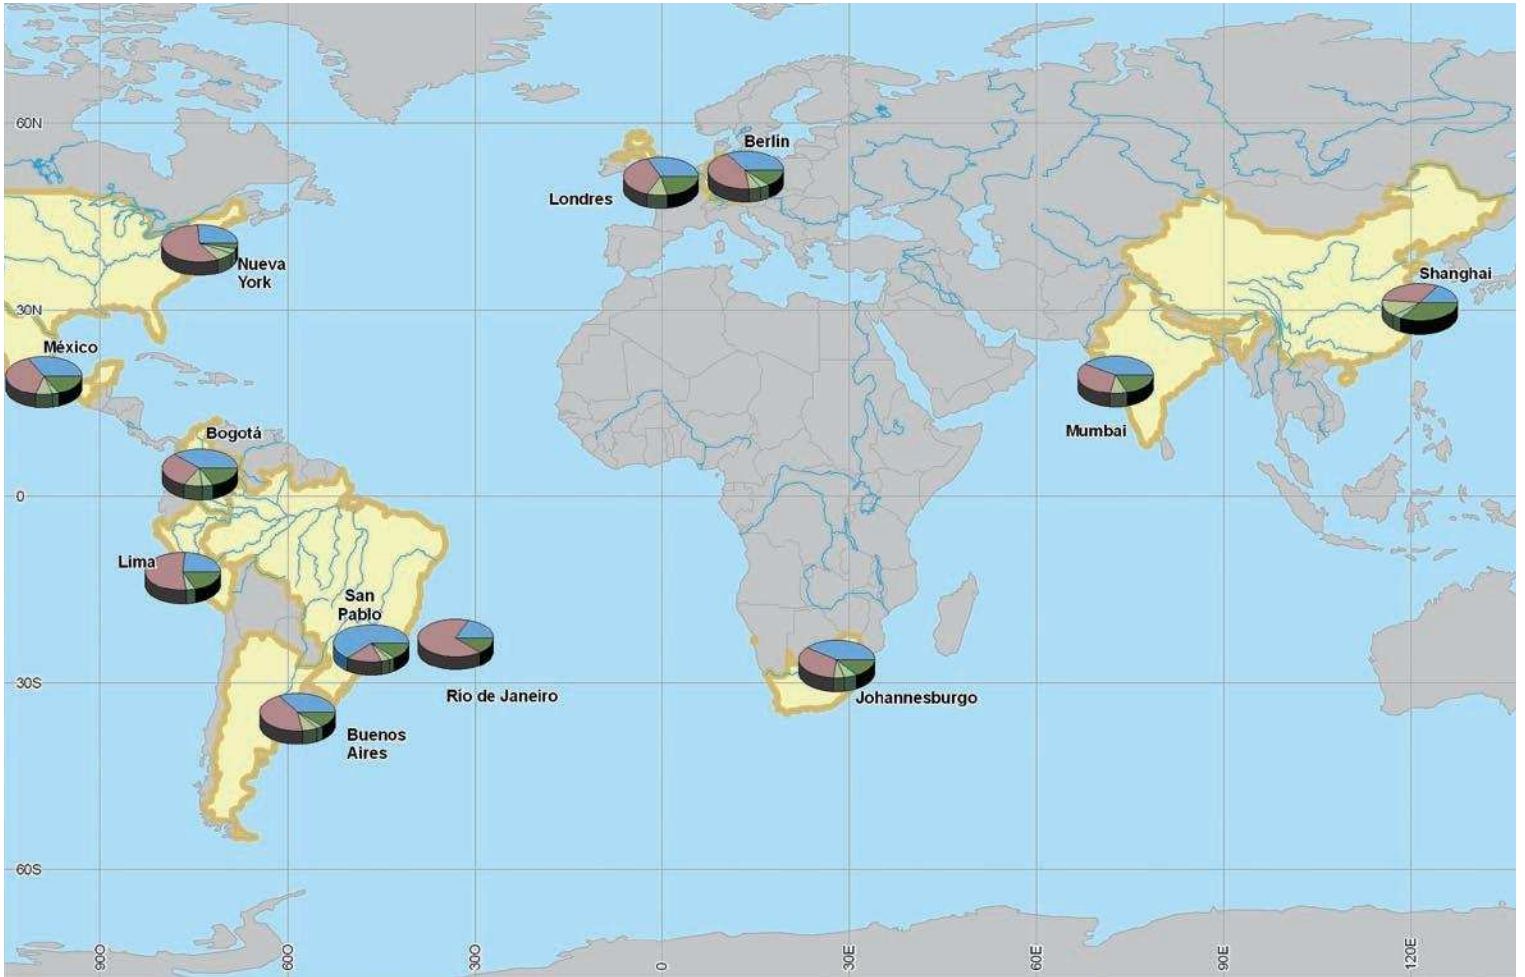 60N
Berlin
Londres
Nueva
York
Shanghai
30N
México
Mumbai
Bogotá
0
Lima
San
Pablo
30S
Rio de Janeiro
Johannesburgo
Buenos
Aires
60S
90O
60O
30O
0
30E
60E
90E
120E